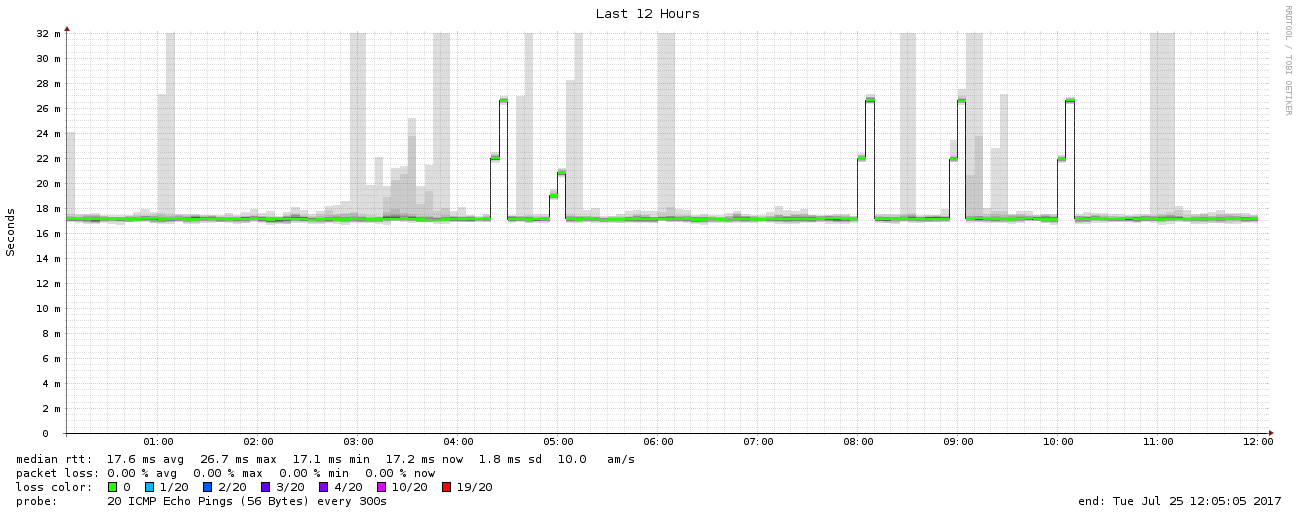 Last 12 Hours
RRDTOOL / TOBI OETIKER
Seconds
32 m
30 m
28 m
26 m
24 m
22 m
20 m
18 m
16 m
14 m
12 m
10 m
8 m
6 m
4 m
2 m
0
01:00 02:00 03:00 04:00 05:00 06:00 07:00 08:00 09:00 10:00 11:00 12:00
median rtt: 17.6 ms avg 26.7 ms max 17.1 ms min 17.2 ms now 1.8 ms sd 10.0 am/s
packet loss: 0.00 % avg 0.00 % max 0.00 % min 0.00 % now
loss color: 0 1/20 2/20 3/20 4/20 10/20 19/20
probe: 20 ICMP Echo Pings (56 Bytes) every 300s end: Tue Jul 25 12:05:05 2017